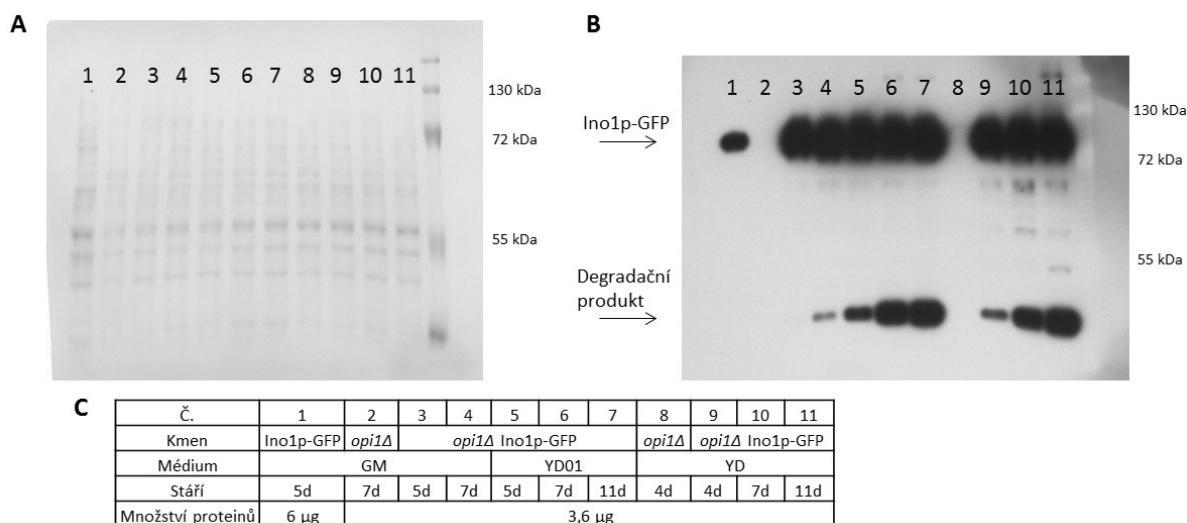 A
1 2 3 4 5 6 7 8 9 10 11
130 kDa
72 kDa
55 kDa
B
1 2 3 4 5 6 7 8 9 10 11
Ino1p-GFP
130 kDa
72 kDa
55 kDa
Degradační
produkt
C
Č. 1 2 3 4 5 6 7 8 9 10 11
Kmen Ino1p-GFP opi1Δ opi1Δ Ino1p-GFP opi1Δ opi1Δ Ino1p-GFP
Médium GM YD01 YD
Stáří 5d 7d 5d 7d 5d 7d 11d 4d 4d 7d 11d
Množství proteinů 6 μg 3,6 μg